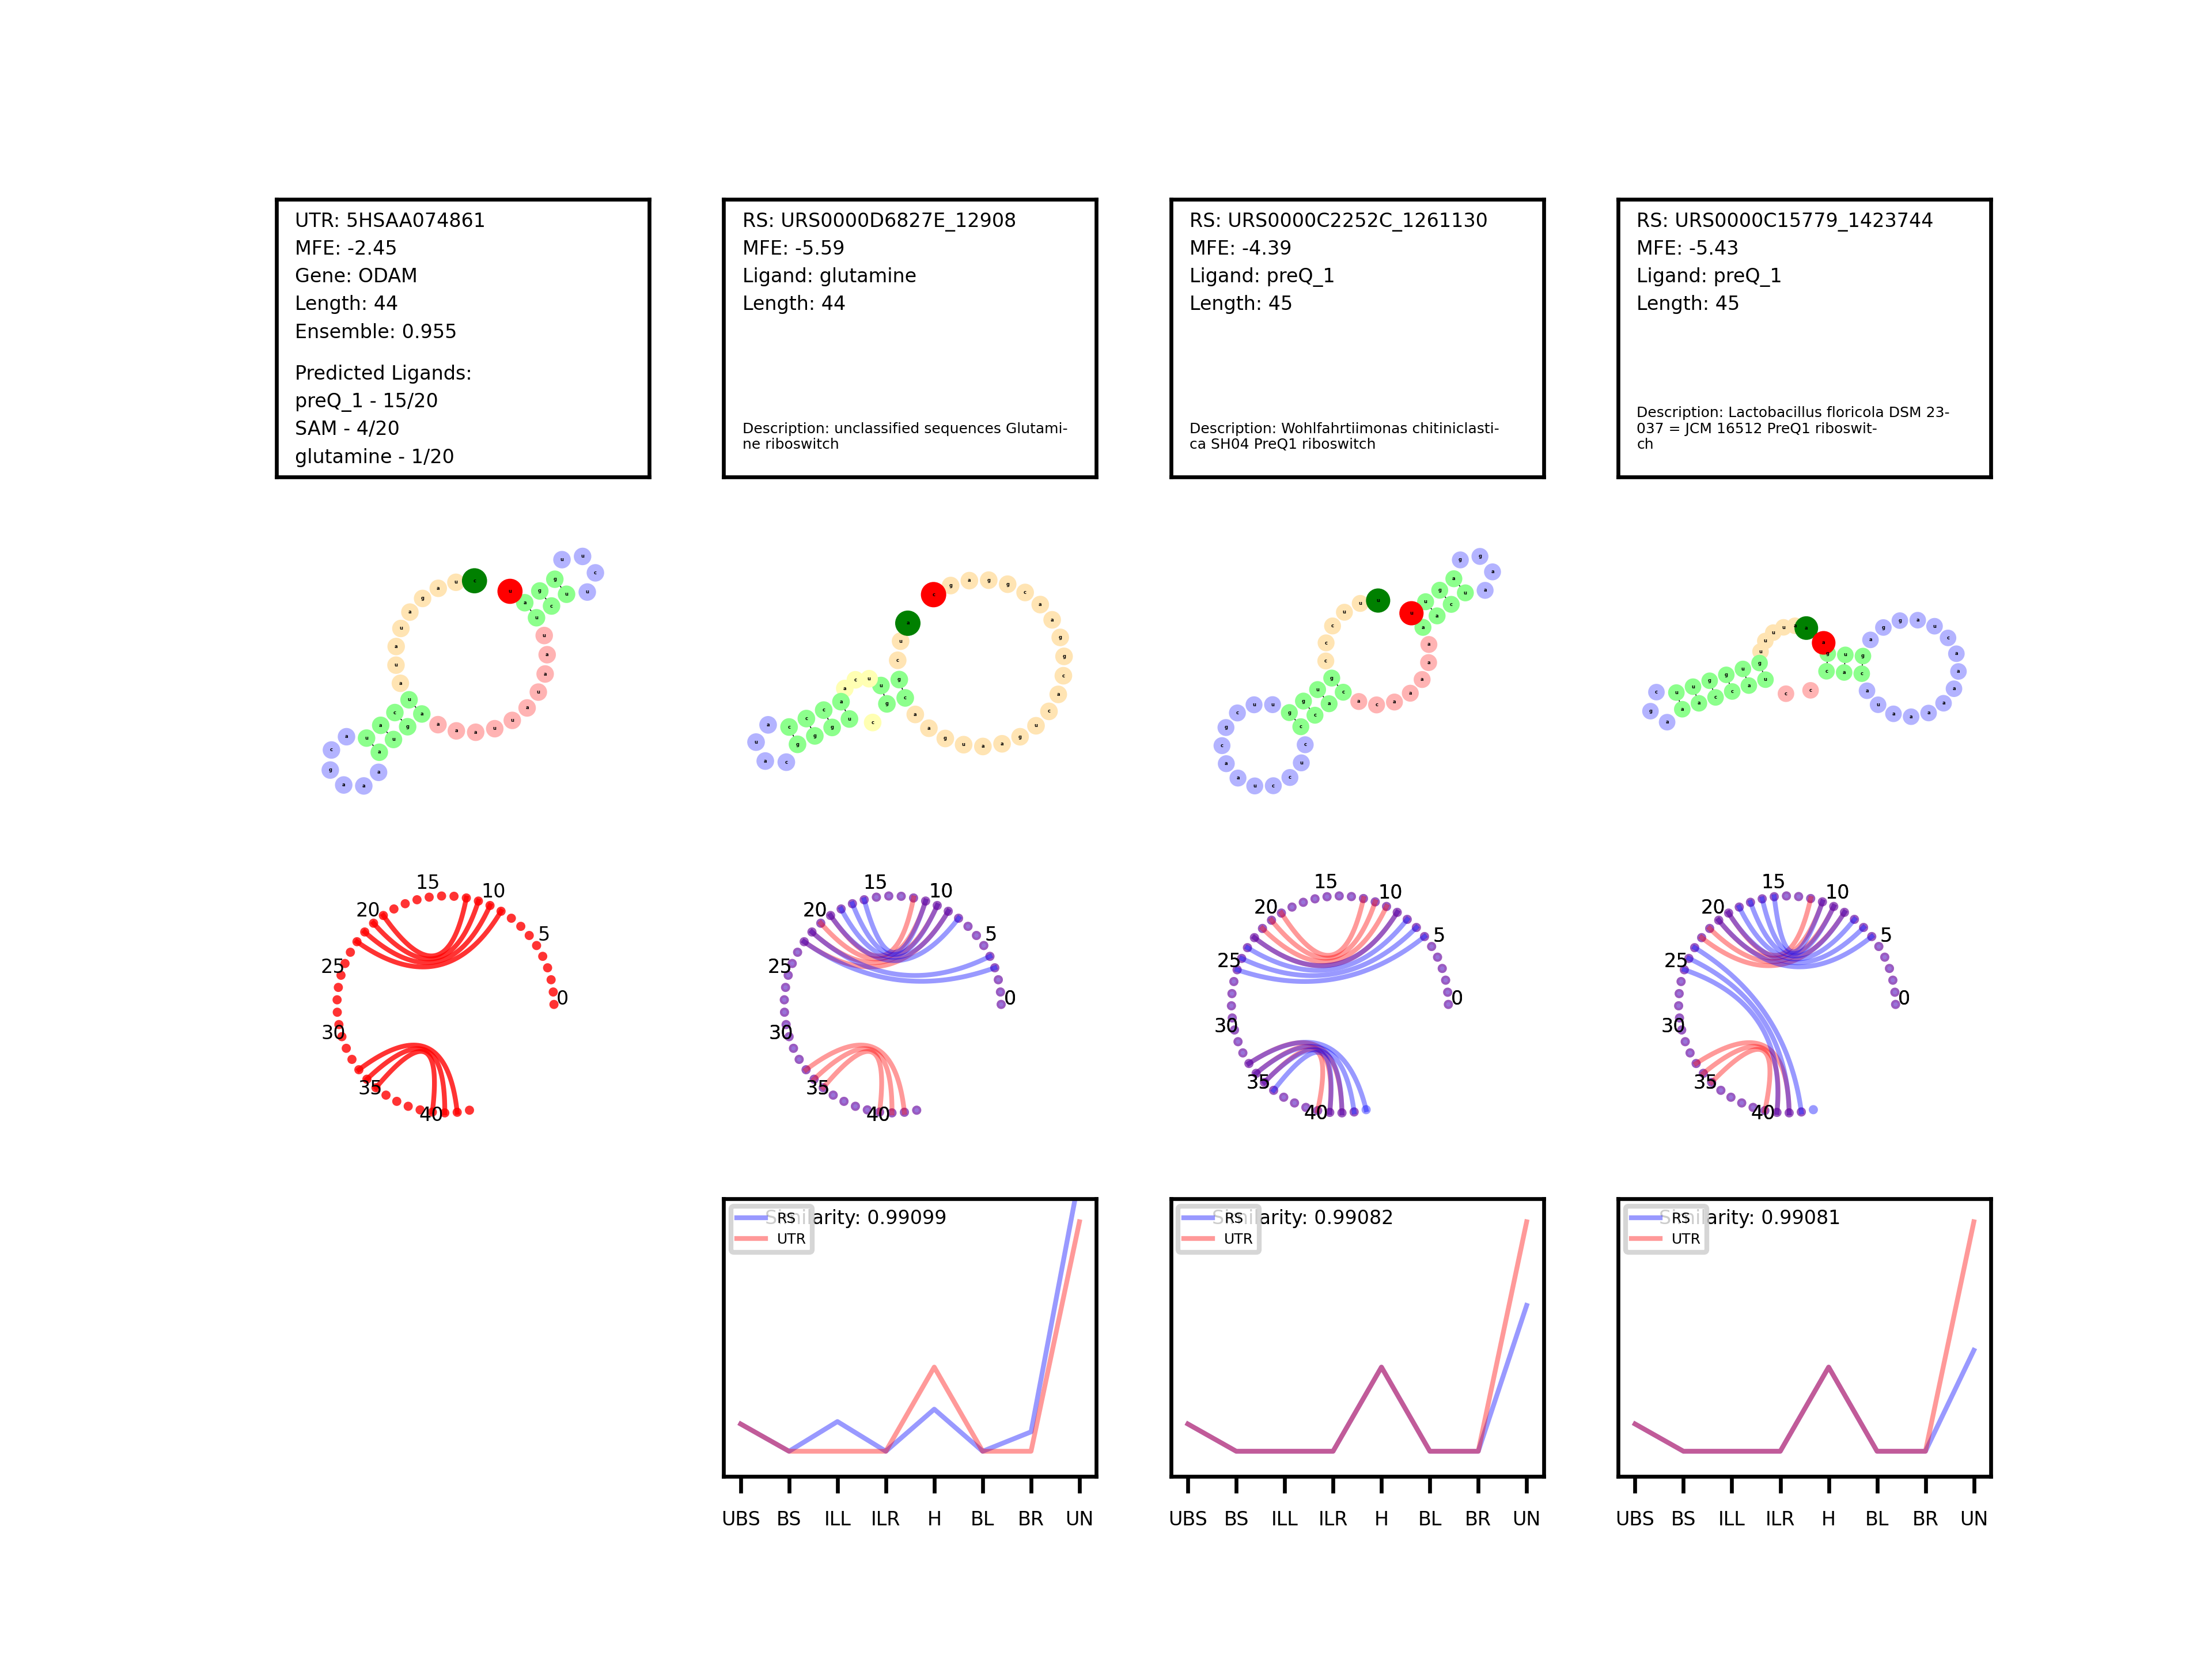 UTR: 5HSAA074861
MFE: -2.45
Gene: ODAM
Length: 44
Ensemble: 0.955
Predicted Ligands:
preQ_1 - 15/20
SAM - 4/20
glutamine - 1/20
RS: URS0000D6827E_12908
MFE: -5.59
Ligand: glutamine
Length: 44
Description: unclassified sequences Glutami-
ne riboswitch
RS: URS0000C2252C_1261130
MFE: -4.39
Ligand: preQ_1
Length: 45
Description: Wohlfahrtiimonas chitiniclasti-
ca SH04 PreQ1 riboswitch
RS: URS0000C15779_1423744
MFE: -5.43
Ligand: preQ_1
Length: 45
Description: Lactobacillus floricola DSM 23-
037 = JCM 16512 PreQ1 riboswit-
ch
0
5
10
15
20
25
30
35
40
0
5
10
15
20
25
30
35
40
0
5
10
15
20
25
30
35
40
0
5
10
15
20
25
30
35
40
Similarity: 0.99099
RS
UTR
UBS BS ILL ILR H BL BR UN
Similarity: 0.99082
RS
UTR
UBS BS ILL ILR H BL BR UN
Similarity: 0.99081
RS
UTR
UBS BS ILL ILR H BL BR UN